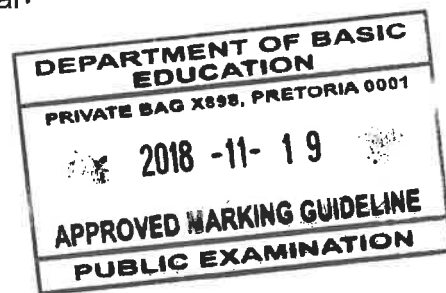 DEPARTMENT OF BASIC
EDUCATION
PRIVATE BAG X895, PRETORIA 0001
2018 -11- 19
APPROVED MARKING GUIDELINE
PUBLIC EXAMINATION